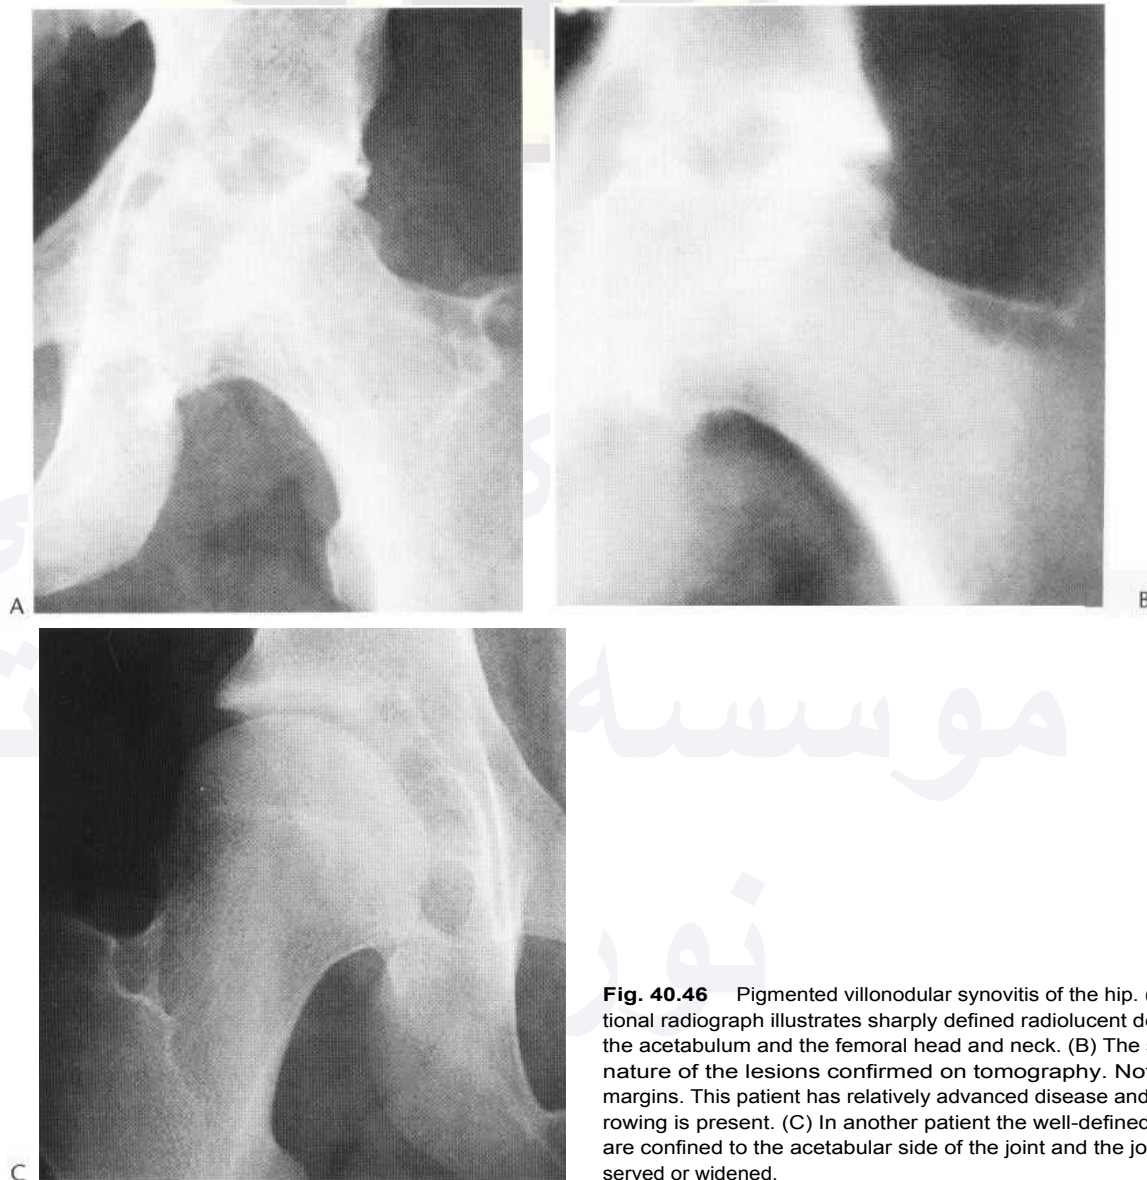 A
B
C
موسسه
نور
Fig. 40.46 Pigmented villonodular synovitis of the hip.
tional radiograph illustrates sharply defined radiolucent
the acetabulum and the femoral head and neck. (B) The
nature of the lesions confirmed on tomography.
margins. This patient has relatively advanced disease and
rowing is present. (C) In another patient the well-defined
are confined to the acetabular side of the joint and the
served or widened.